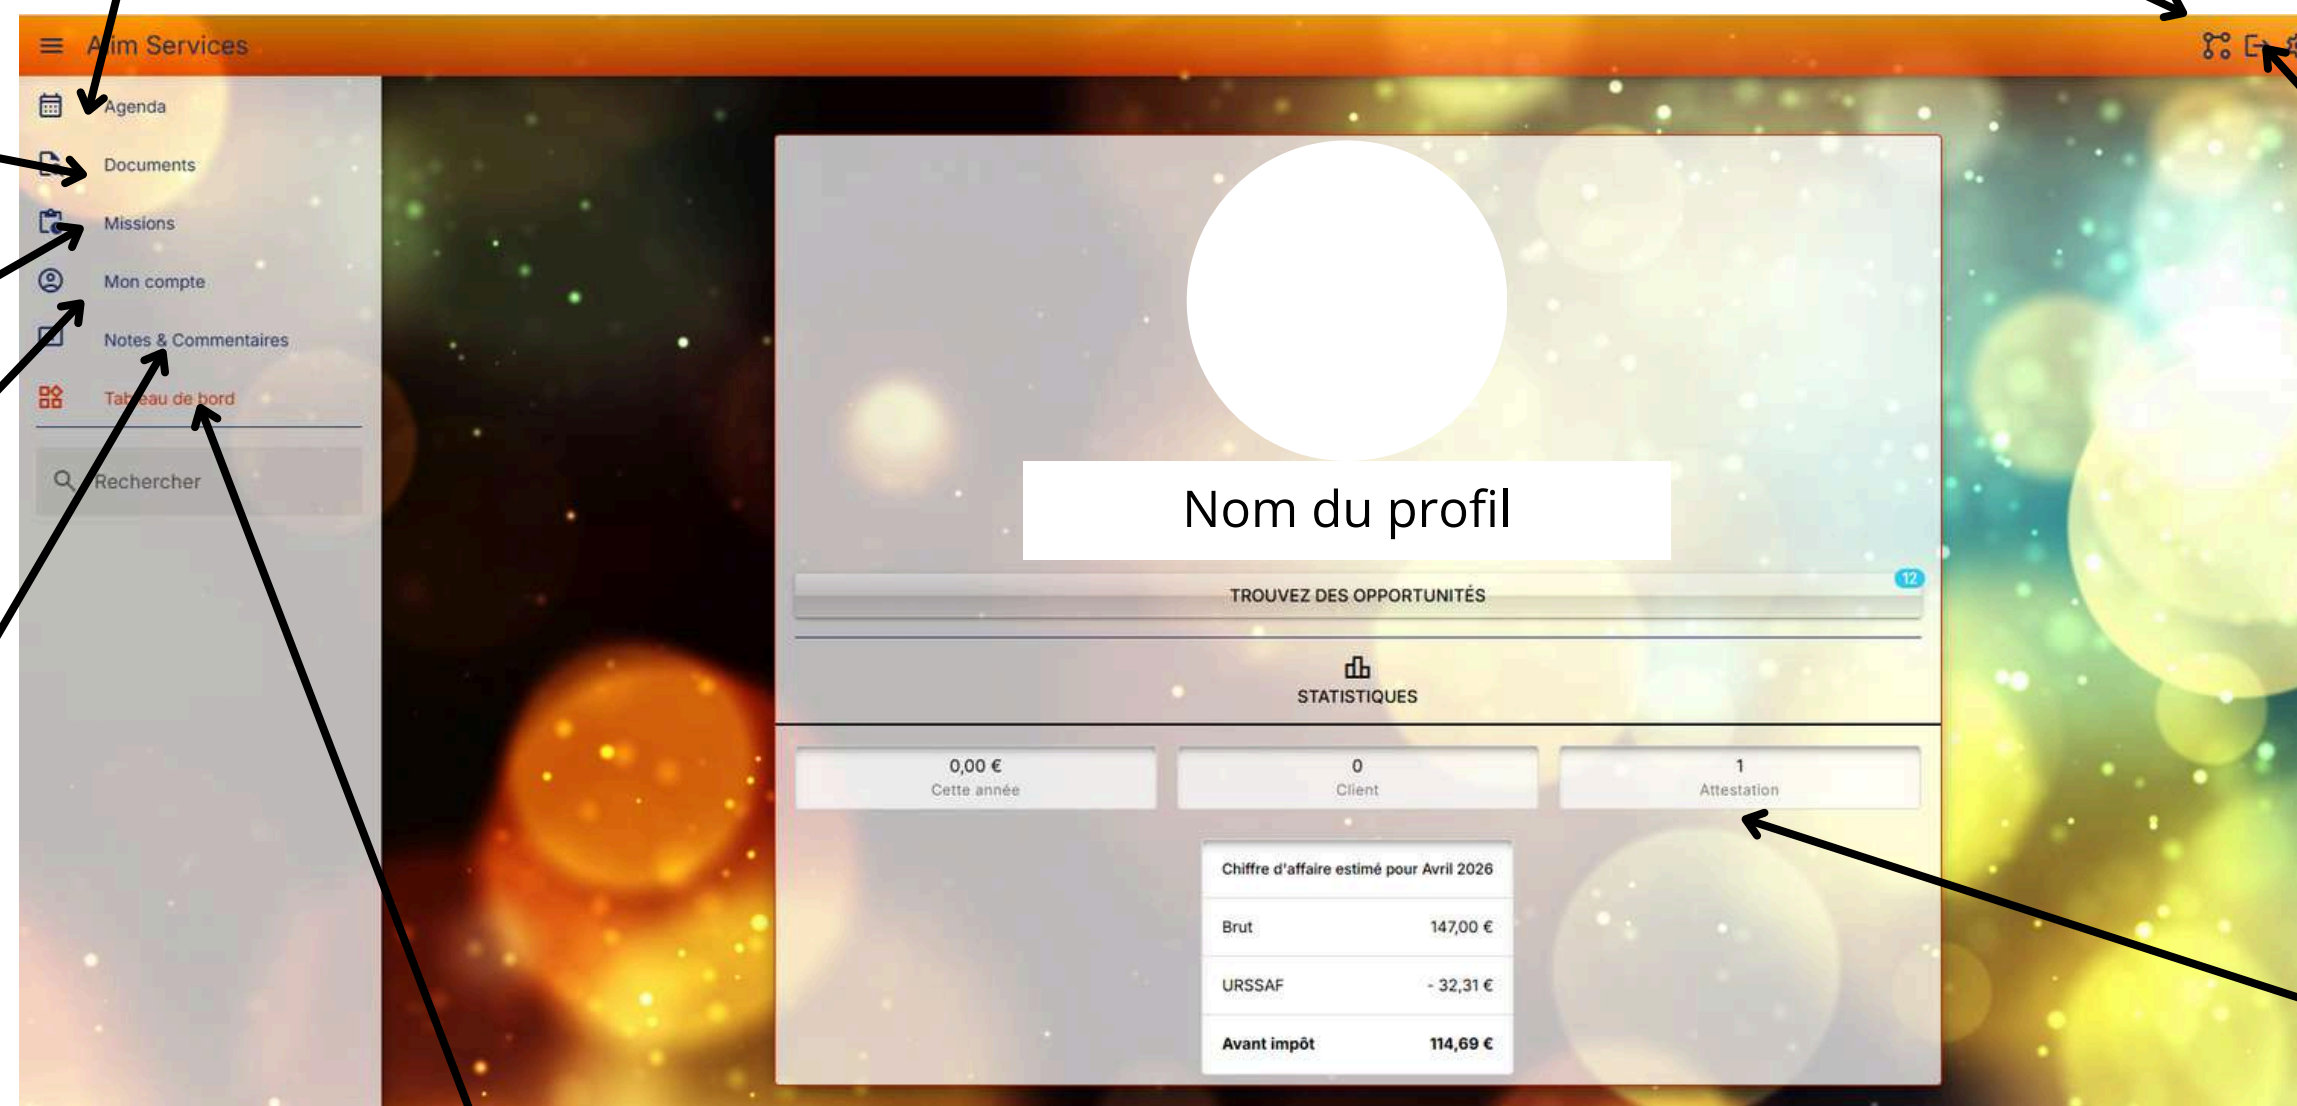 Alim Services
Agenda
Documents
Missions
Mon compte
Notes & Commentaires
Tableau de bord
Rechercher
Nom du profil
TROUVEZ DES OPPORTUNITÉS
12
STATISTIQUES
0,00 €
Cette année
0
Client
1
Attestation
Chiffre d'affaire estimé pour Avril 2026
Brut 147,00 €
URSSAF - 32,31 €
Avant impôt 114,69 €